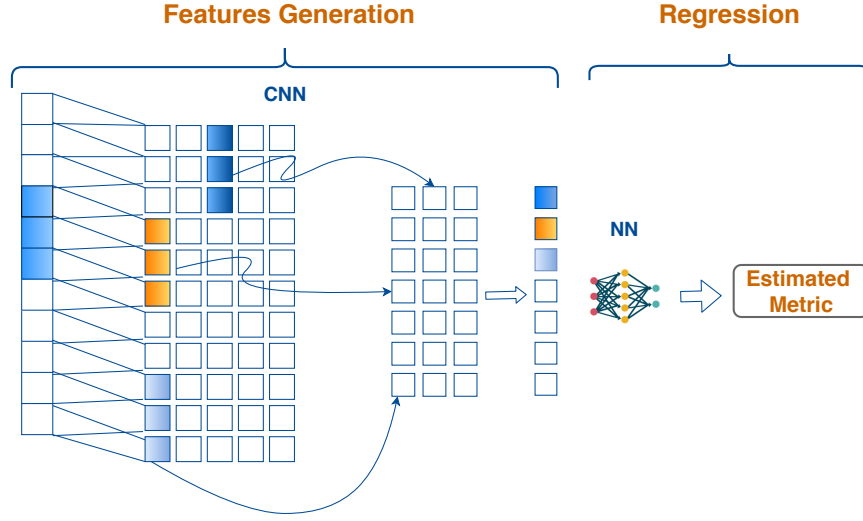 Features Generation
Regression
CNN
NN
Estimated
Metric